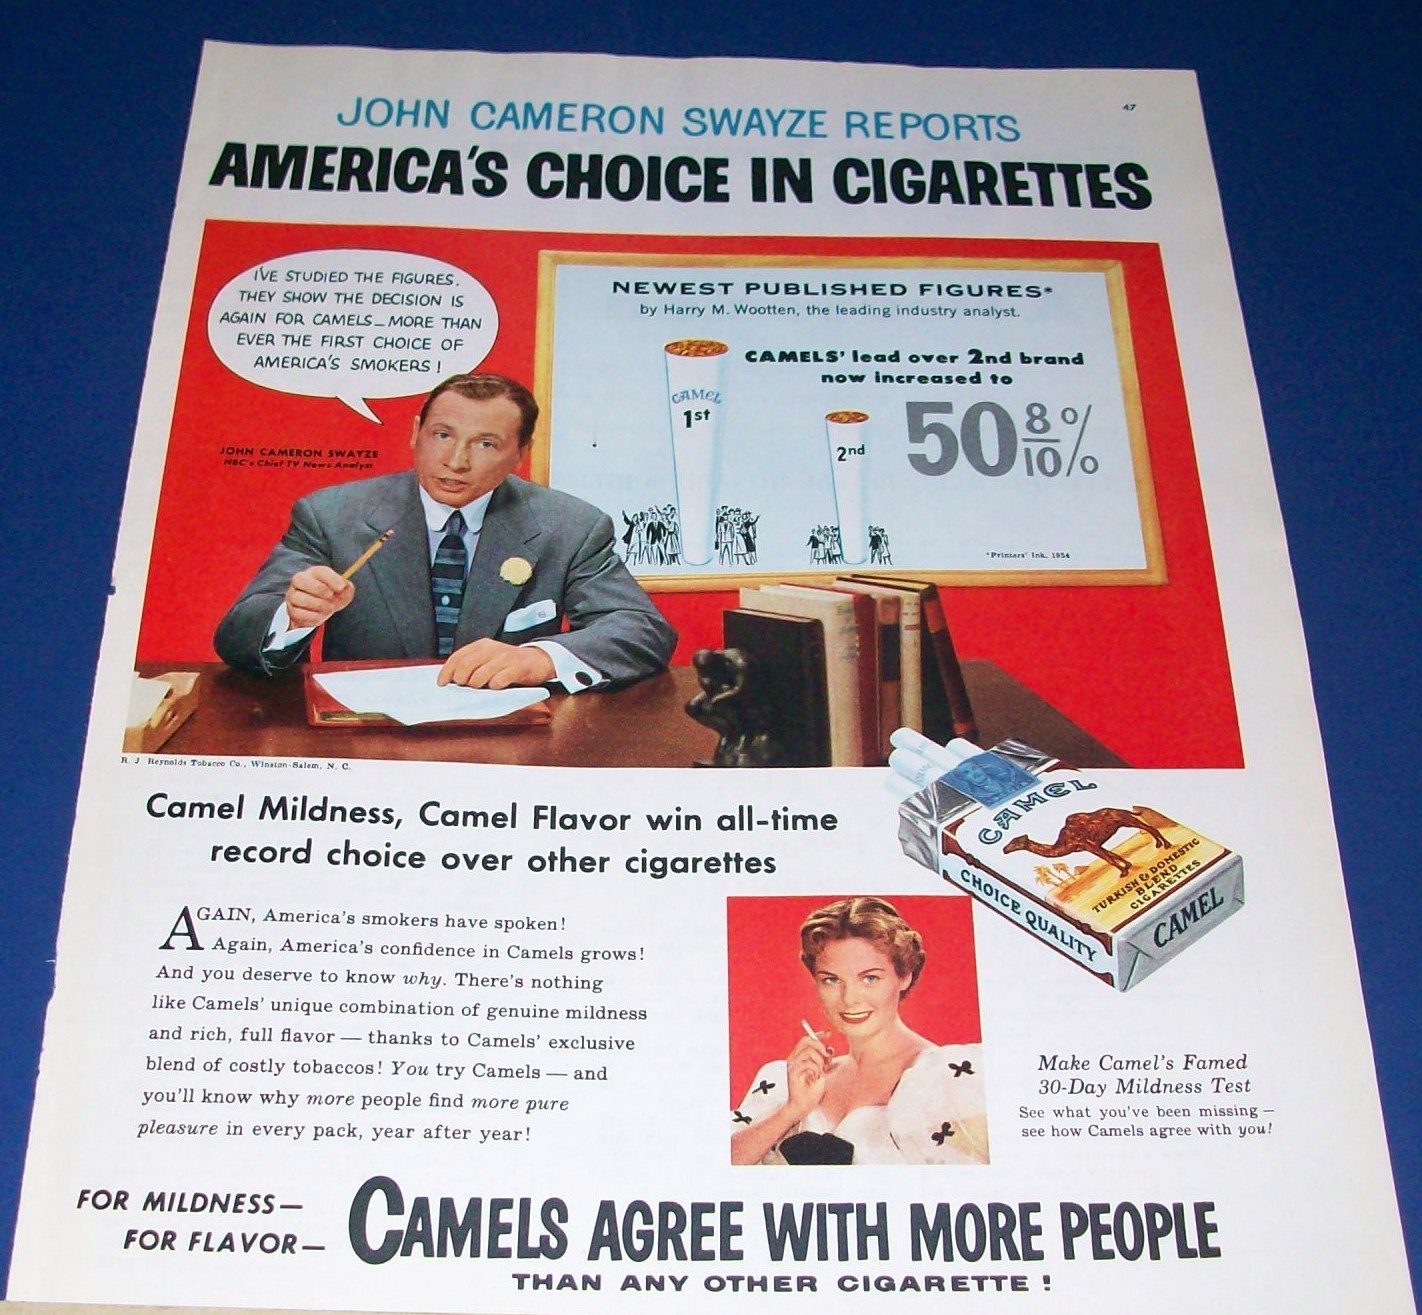 47
JOHN CAMERON SWAYZE REPORTS
AMERICA'S CHOICE IN CIGARETTES
I'VE STUDIED THE FIGURES.
THEY SHOW THE DECISION IS
AGAIN FOR CAMELS—MORE THAN
EVER THE FIRST CHOICE OF
AMERICA'S SMOKERS!
JOHN CAMERON SWAYZE
NBC's Chief TV News Analyst
NEWEST PUBLISHED FIGURES*
by Harry M. Wootten, the leading industry analyst.
CAMELS' lead over 2nd brand
now increased to
50 8/10%
CAMEL
1st
2nd
*Printers' Ink, 1954
R. J. Reynolds Tobacco Co., Winston-Salem, N. C.
Camel Mildness, Camel Flavor win all-time
record choice over other cigarettes
CAMEL
TURKISH & DOMESTIC
BLEND
CIGARETTES
CHOICE QUALITY
CAMEL
AGAIN, America's smokers have spoken!
Again, America's confidence in Camels grows!
And you deserve to know why. There's nothing
like Camels' unique combination of genuine mildness
and rich, full flavor — thanks to Camels' exclusive
blend of costly tobaccos! You try Camels — and
you'll know why more people find more pure
pleasure in every pack, year after year!
Make Camel's Famed
30-Day Mildness Test
See what you've been missing —
see how Camels agree with you!
FOR MILDNESS—
FOR FLAVOR—
CAMELS AGREE WITH MORE PEOPLE
THAN ANY OTHER CIGARETTE!